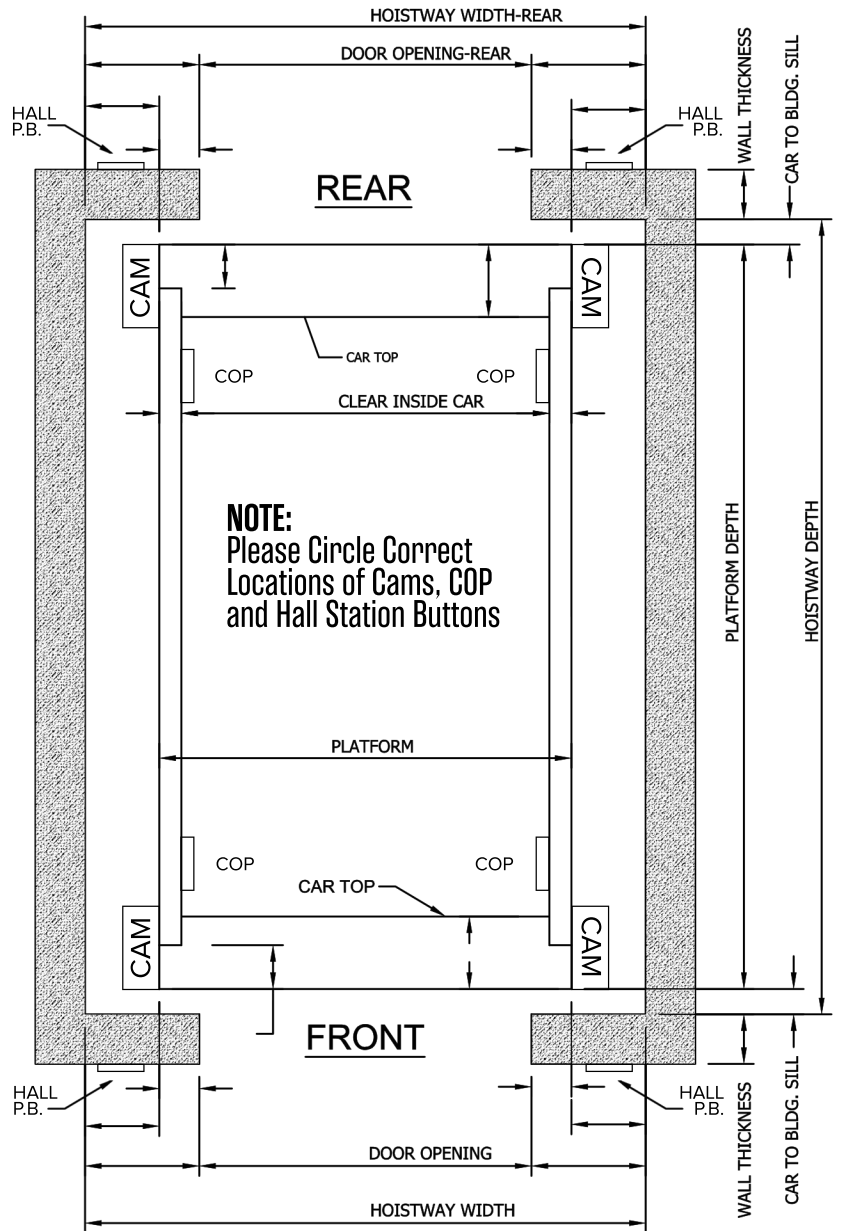 HOISTWAY WIDTH-REAR
DOOR OPENING-REAR
WALL THICKNESS
CAR TO BLDG. SILL
HALL
P.B.
HALL
P.B.
REAR
CAM
CAM
CAR TOP
COP
COP
CLEAR INSIDE CAR
NOTE:
Please Circle Correct
Locations of Cams, COP
and Hall Station Buttons
PLATFORM DEPTH
HOISTWAY DEPTH
PLATFORM
COP
COP
CAR TOP
CAM
CAM
FRONT
HALL
P.B.
HALL
P.B.
WALL THICKNESS
CAR TO BLDG. SILL
DOOR OPENING
HOISTWAY WIDTH